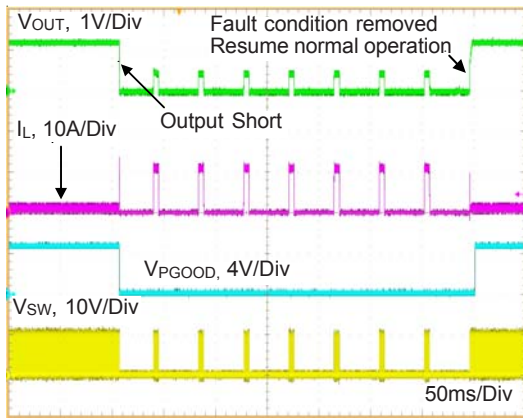 VOUT, 1V/Div
Fault condition removed
Resume normal operation
Output Short
IL, 10A/Div
VPGOOD, 4V/Div
VSW, 10V/Div
50ms/Div